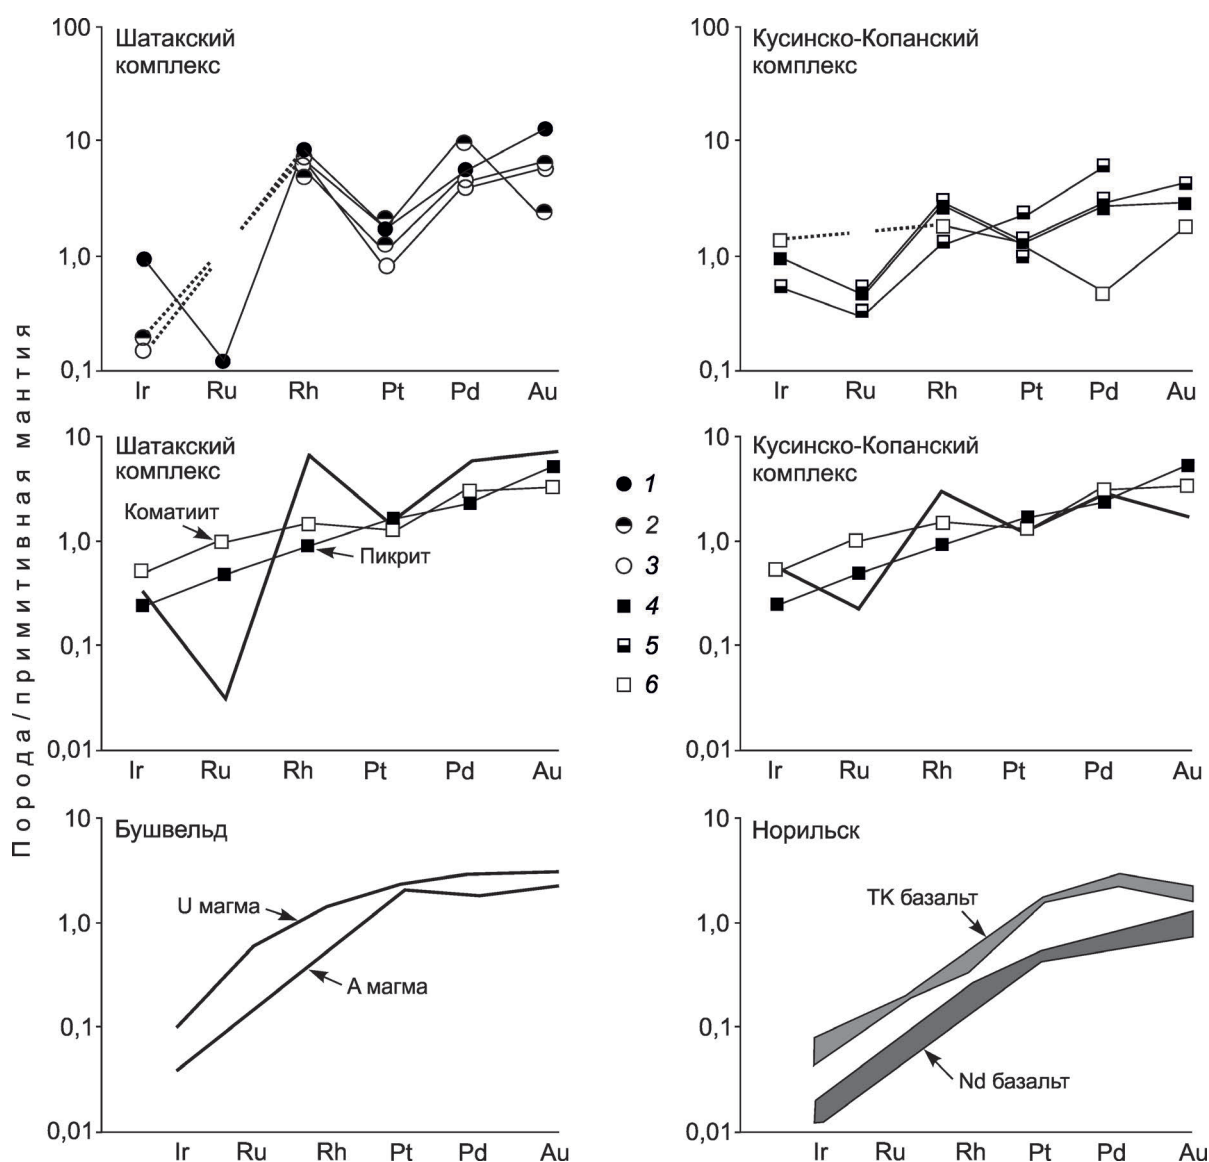 Порода/примитивная мантия
Шатакский
комплекс
100
10
1,0
0,1
Ir Ru Rh Pt Pd Au
Кусинско-Копанский
комплекс
100
10
1,0
0,1
Ir Ru Rh Pt Pd Au
Шатакский
комплекс
Коматиит
Пикрит
10
1,0
0,1
0,01
Ir Ru Rh Pt Pd Au
1
2
3
4
5
6
Кусинско-Копанский
комплекс
10
1,0
0,1
0,01
Ir Ru Rh Pt Pd Au
Бушвельд
U магма
А магма
10
1,0
0,1
0,01
Ir Ru Rh Pt Pd Au
Норильск
ТК базальт
Nd базальт
10
1,0
0,1
0,01
Ir Ru Rh Pt Pd Au